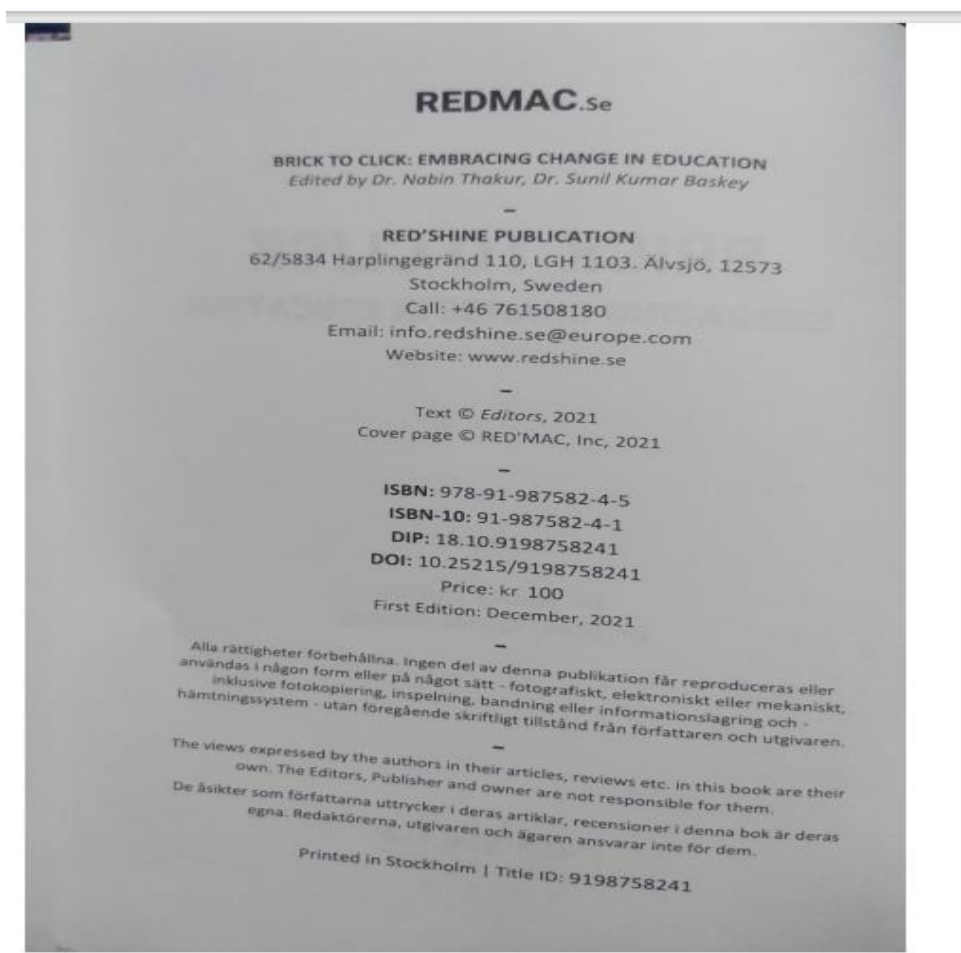 REDMAC.Se
BRICK TO CLICK: EMBRACING CHANGE IN EDUCATION
Edited by Dr. Nabin Thakur, Dr. Sunil Kumar Baskey
–
RED'SHINE PUBLICATION
62/5834 Harplingegränd 110, LGH 1103. Älvsjö, 12573
Stockholm, Sweden
Call: +46 761508180
Email: info.redshine.se@europe.com
Website: www.redshine.se
–
Text © Editors, 2021
Cover page © RED'MAC, Inc, 2021
–
ISBN: 978-91-987582-4-5
ISBN-10: 91-987582-4-1
DIP: 18.10.9198758241
DOI: 10.25215/9198758241
Price: kr 100
First Edition: December, 2021
–
Alla rättigheter förbehållna. Ingen del av denna publikation får reproduceras eller
användas i någon form eller på något sätt - fotografiskt, elektroniskt eller mekaniskt,
inklusive fotokopiering, inspelning, bandning eller informationslagring och -
hämtningssystem - utan föregående skriftligt tillstånd från författaren och utgivaren.
–
The views expressed by the authors in their articles, reviews etc. in this book are their
own. The Editors, Publisher and owner are not responsible for them.
De åsikter som författarna uttrycker i deras artiklar, recensioner i denna bok är deras
egna. Redaktörerna, utgivaren och ägaren ansvarar inte för dem.
Printed in Stockholm | Title ID: 9198758241